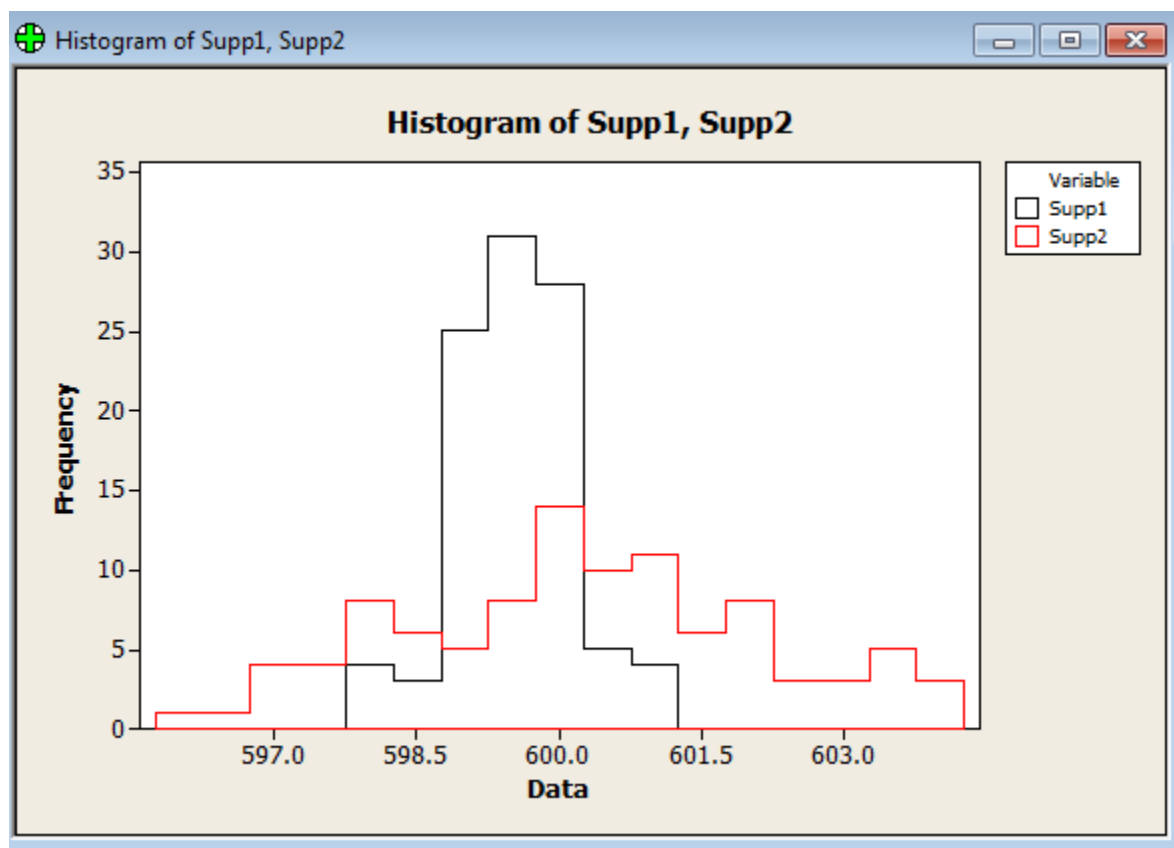 Histogram of Supp1, Supp2
Histogram of Supp1, Supp2
35
30
25
20
15
10
5
0
Frequency
597.0 598.5 600.0 601.5 603.0
Data
Variable
Supp1
Supp2